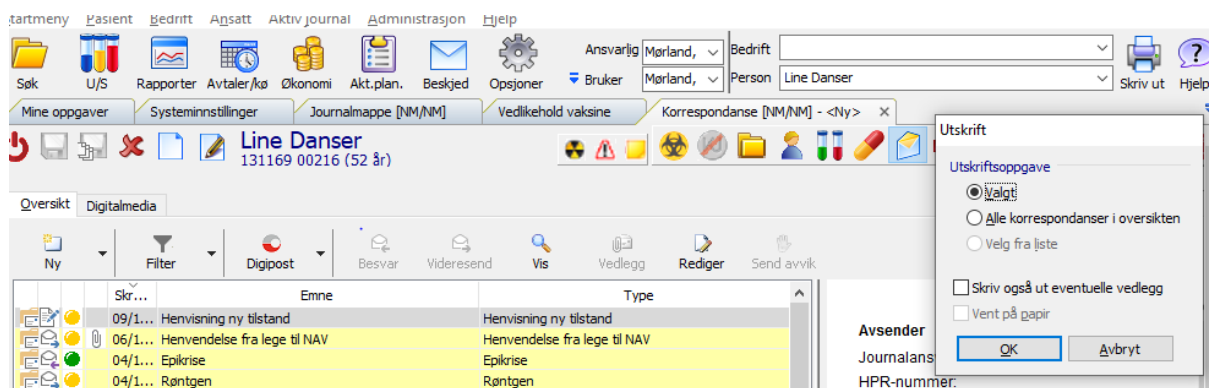 tartmeny Pasient Bedrift Ansatt Aktiv journal Administrasjon Hjelp
Søk U/S Rapporter Avtaler/kø Økonomi Akt.plan. Beskjed Opsjoner
Ansvarlig Mørland, Bedrift
Bruker Mørland, Person Line Danser
Skriv ut Hjelp
Mine oppgaver Systeminnstillinger Journalmappe [NM/NM] Vedlikehold vaksine Korrespondanse [NM/NM] - <Ny>
Line Danser
131169 00216 (52 år)
Oversikt Digitalmedia
Ny Filter Digipost Besvar Videresend Vis Vedlegg Rediger Send avvik
Skr... Emne Type
09/1... Henvisning ny tilstand Henvisning ny tilstand
06/1... Henvendelse fra lege til NAV Henvendelse fra lege til NAV
04/1... Epikrise Epikrise
04/1... Røntgen Røntgen
Avsender
Journalans
HPR-nummer:
Utskrift
Utskriftsoppgave
Valgt
Alle korrespondanser i oversikten
Velg fra liste
Skriv også ut eventuelle vedlegg
Vent på papir
OK Avbryt